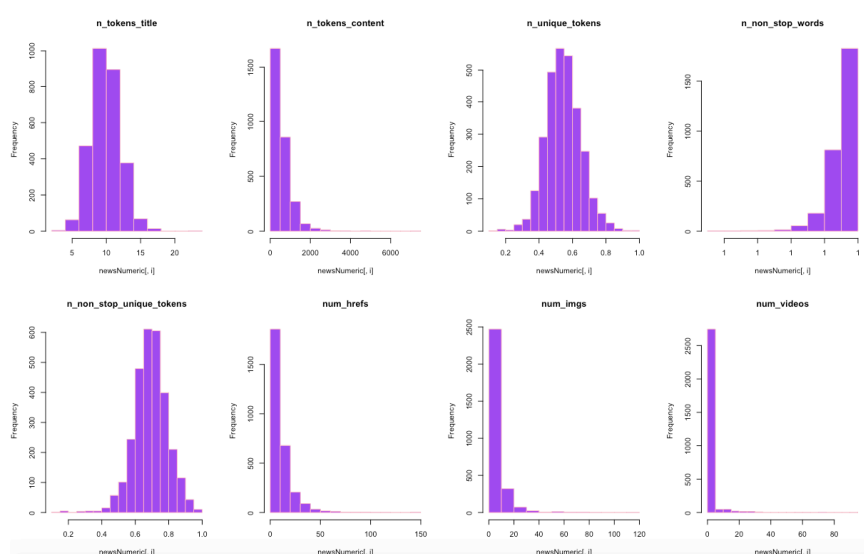 n_tokens_title
n_tokens_content
n_unique_tokens
n_non_stop_words
Frequency
0 200 400 600 800 1000
5 10 15 20
newsNumeric[, i]
Frequency
0 500 1000 1500
0 2000 4000 6000
newsNumeric[, i]
Frequency
0 100 200 300 400 500
0.2 0.4 0.6 0.8 1.0
newsNumeric[, i]
Frequency
0 500 1000 1500
1 1 1 1 1
newsNumeric[, i]
n_non_stop_unique_tokens
num_hrefs
num_imgs
num_videos
Frequency
0 100 200 300 400 500 600
0.2 0.4 0.6 0.8 1.0
newsNumeric[, i]
Frequency
0 500 1000 1500
0 50 100 150
newsNumeric[, i]
Frequency
0 500 1000 1500 2000 2500
0 20 40 60 80 100 120
newsNumeric[, i]
Frequency
0 500 1000 1500 2000 2500
0 20 40 60 80
newsNumeric[, i]